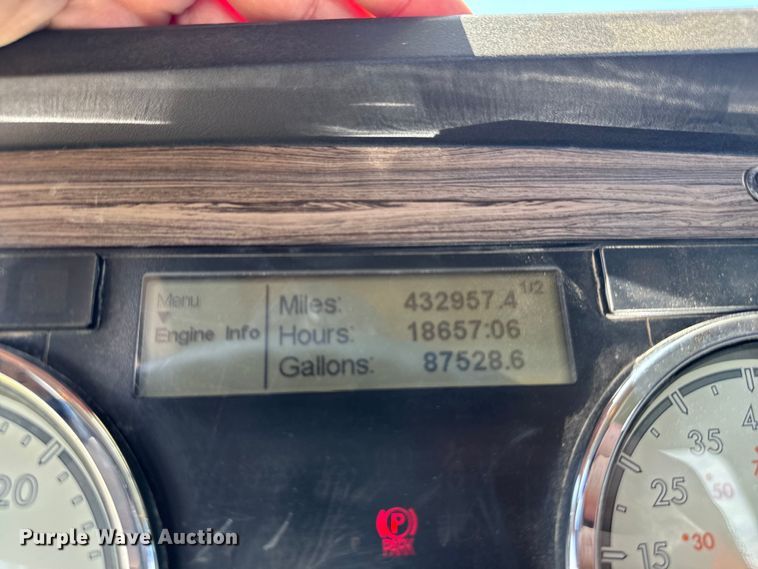 Menu
Engine Info
Miles: 432957.4 1/2
Hours: 18657:06
Gallons: 87528.6
20
35
25
50
15
30
P
PARK
Purple Wave Auction